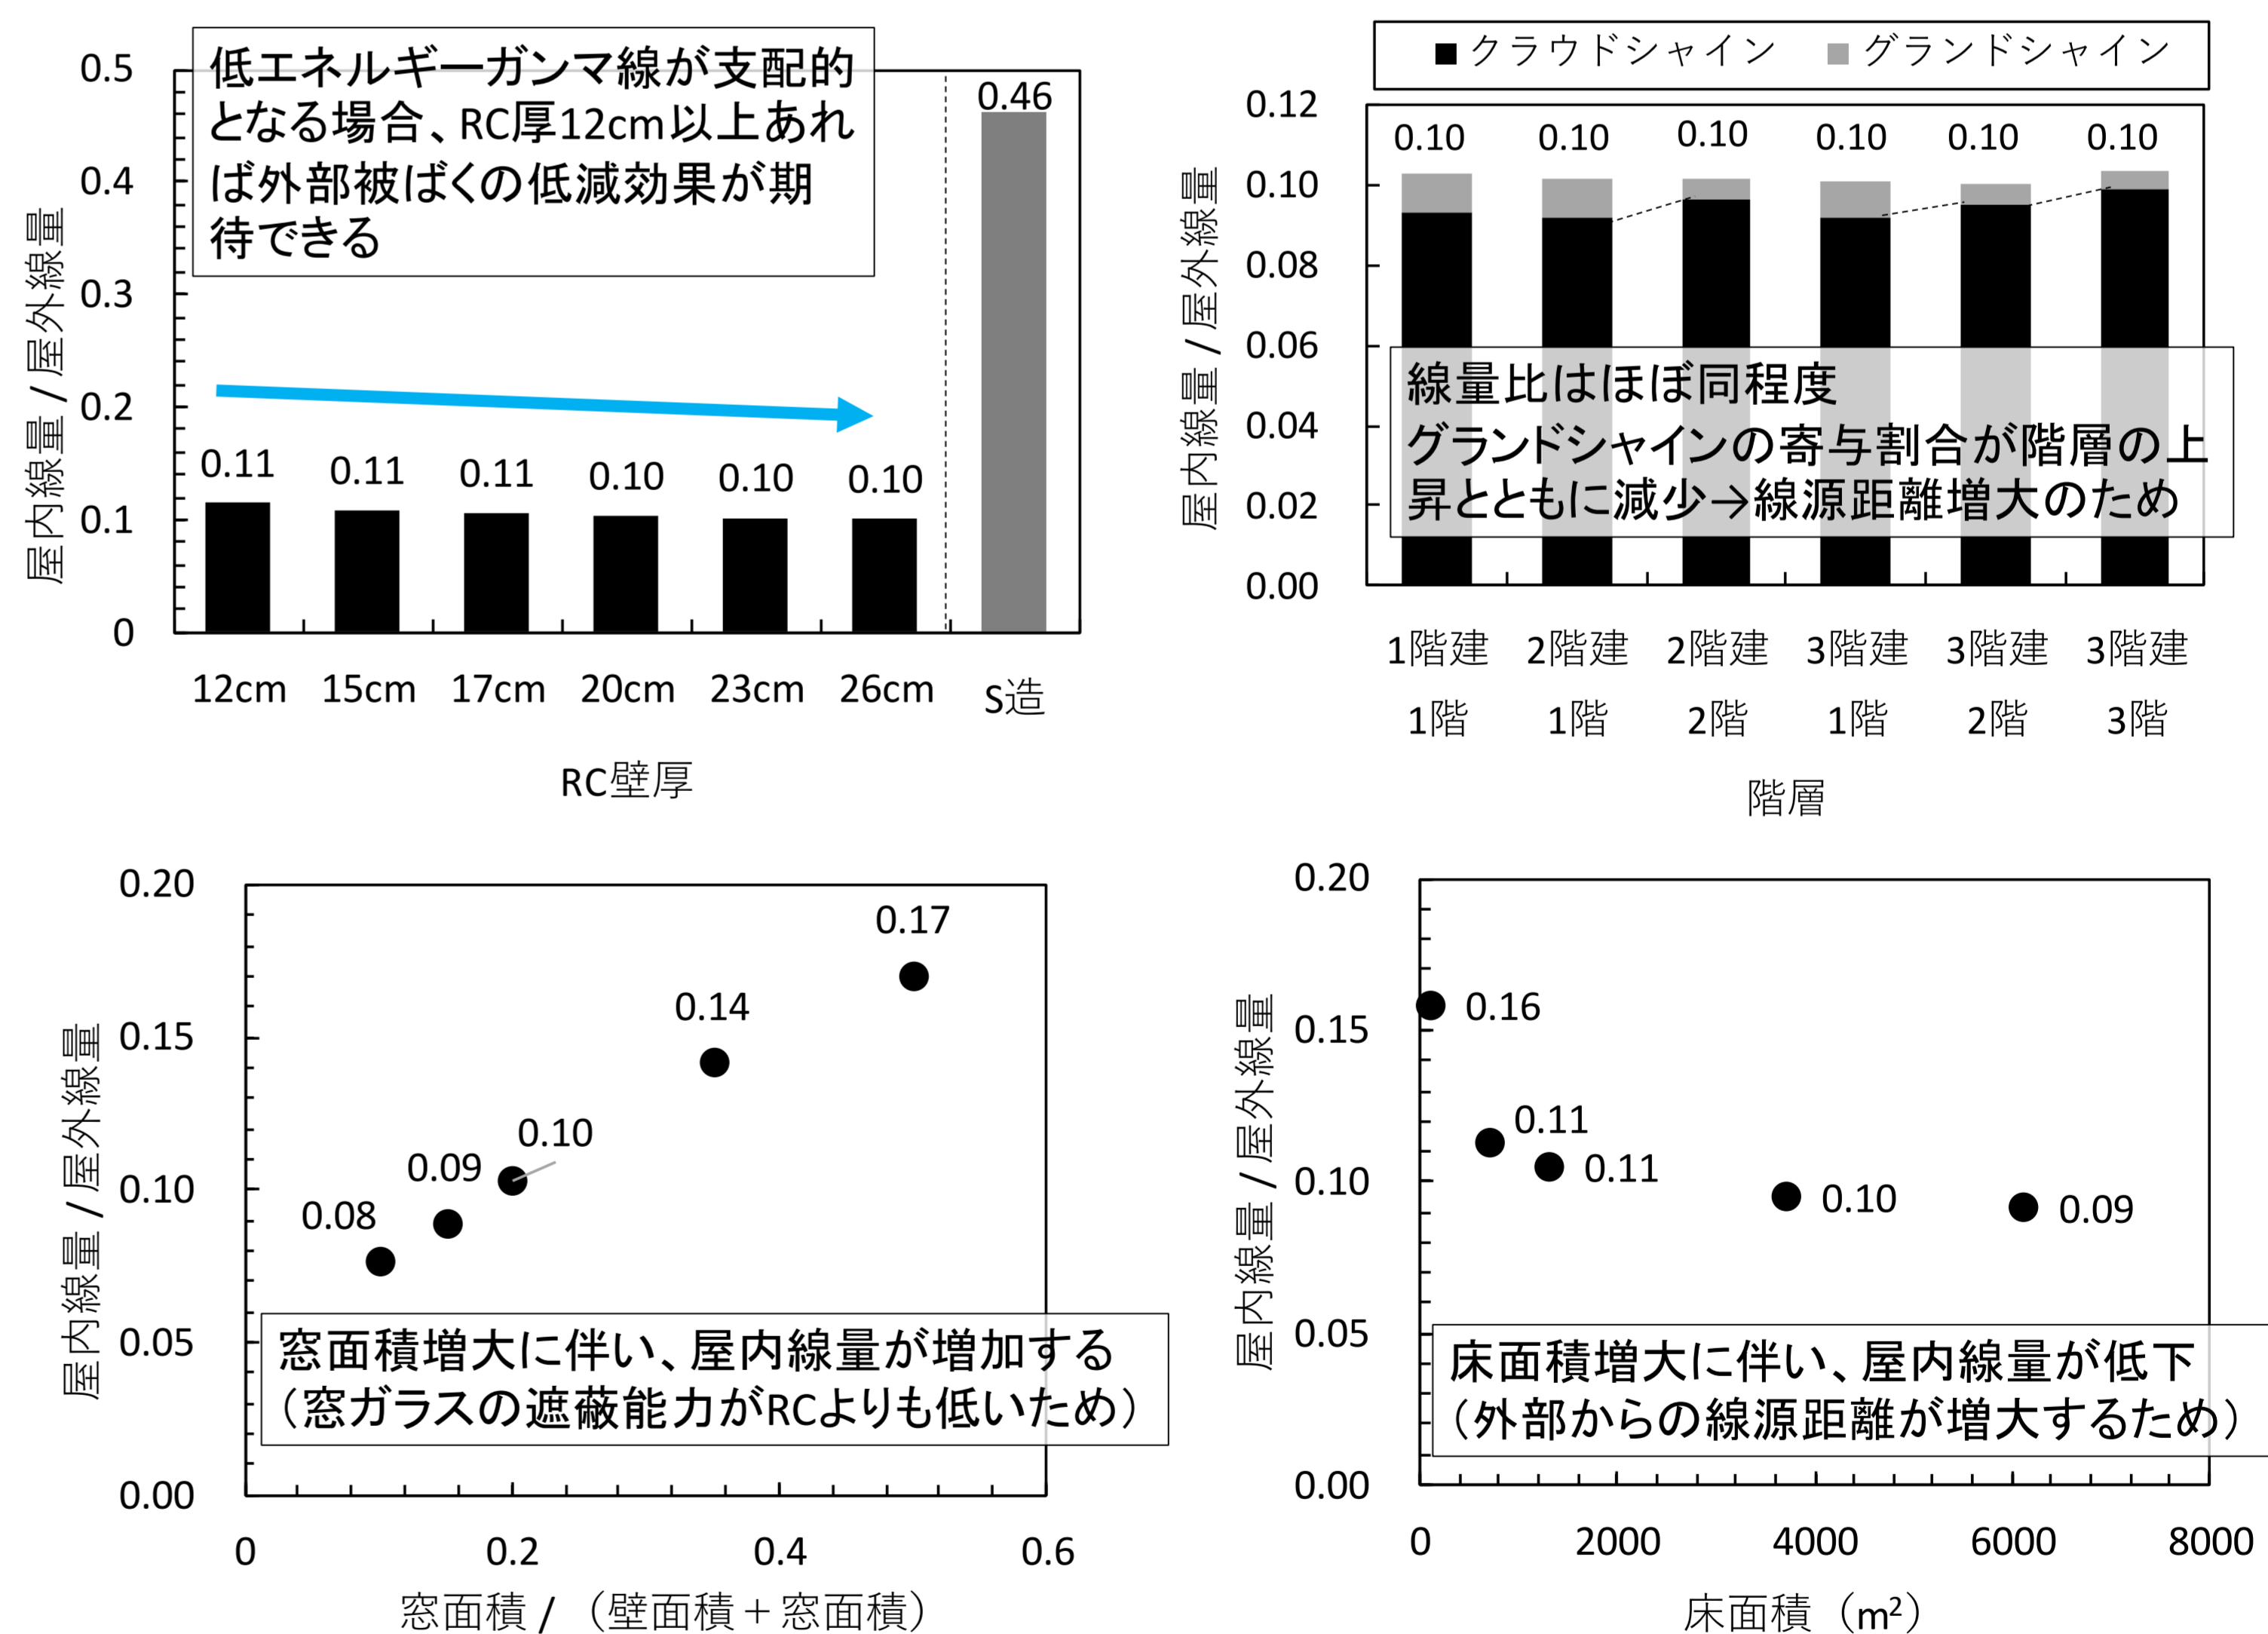 低エネルギーガンマ線が支配的
となる場合、RC厚12cm以上あれ
ば外部被ばくの低減効果が期
待できる
屋内線量 / 屋外線量
0.5
0.4
0.3
0.2
0.1
0
0.11
0.11
0.11
0.10
0.10
0.10
0.46
12cm
15cm
17cm
20cm
23cm
26cm
S造
RC壁厚
クラウドシャイン
グランドシャイン
屋内線量 / 屋外線量
0.12
0.10
0.08
0.06
0.04
0.02
0.00
0.10
0.10
0.10
0.10
0.10
0.10
線量比はほぼ同程度
グランドシャインの寄与割合が階層の上
昇とともに減少→線源距離増大のため
1階建
2階建
2階建
3階建
3階建
3階建
1階
1階
2階
1階
2階
3階
階層
屋内線量 / 屋外線量
0.20
0.15
0.10
0.05
0.00
0.08
0.09
0.10
0.14
0.17
窓面積増大に伴い、屋内線量が増加する
（窓ガラスの遮蔽能力がRCよりも低いため）
0
0.2
0.4
0.6
窓面積 / （壁面積＋窓面積）
屋内線量 / 屋外線量
0.20
0.15
0.10
0.05
0.00
0.16
0.11
0.11
0.10
0.09
床面積増大に伴い、屋内線量が低下
（外部からの線源距離が増大するため）
0
2000
4000
6000
8000
床面積（m²）